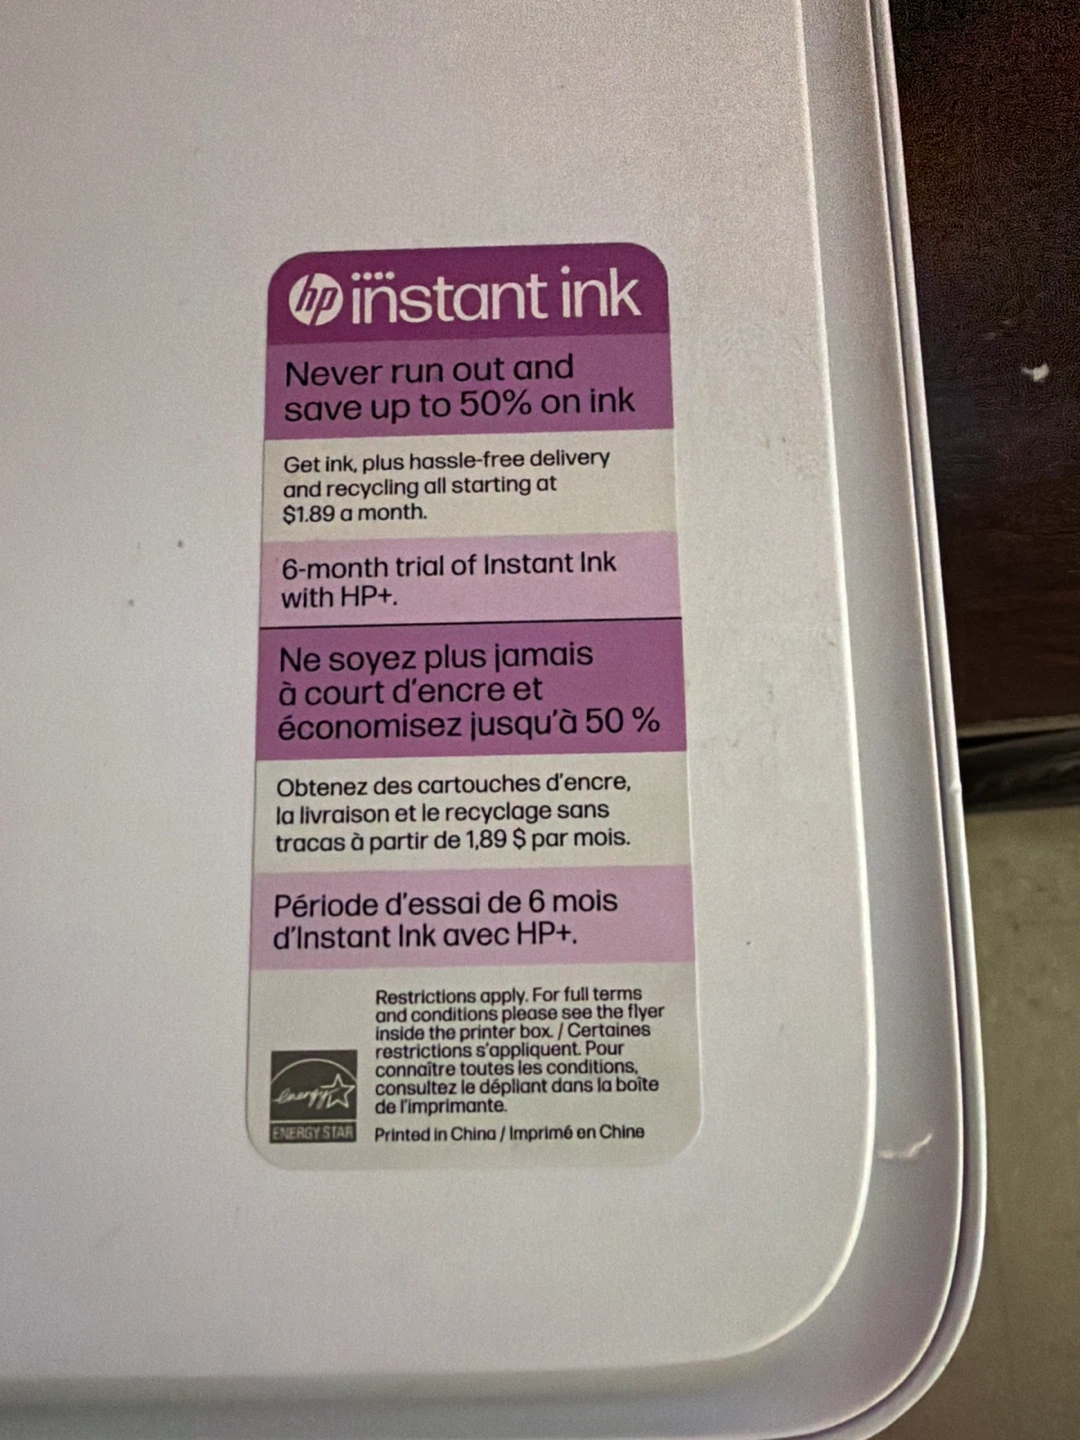 hp instant ink
Never run out and
save up to 50% on ink
Get ink, plus hassle-free delivery
and recycling all starting at
$1.89 a month.
6-month trial of Instant Ink
with HP+.
Ne soyez plus jamais
à court d'encre et
économisez jusqu'à 50 %
Obtenez des cartouches d'encre,
la livraison et le recyclage sans
tracas à partir de 1,89 $ par mois.
Période d'essai de 6 mois
d'Instant Ink avec HP+.
Restrictions apply. For full terms
and conditions please see the flyer
inside the printer box. / Certaines
restrictions s'appliquent. Pour
connaître toutes les conditions,
consultez le dépliant dans la boîte
de l'imprimante.
energy
ENERGY STAR
Printed in China / Imprimé en Chine